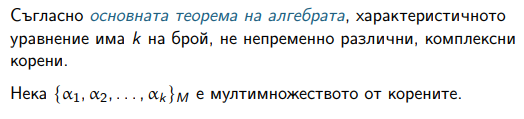 Съгласно основната теорема на алгебрата, характеристичното
уравнение има k на брой, не непременно различни, комплексни
корени.
Нека {α₁, α₂, . . . , αₖ}_M е мултимножеството от корените.